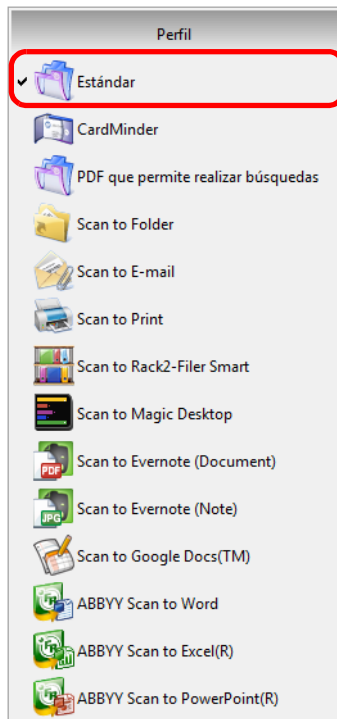 Perfil
Estándar
CardMinder
PDF que permite realizar búsquedas
Scan to Folder
Scan to E-mail
Scan to Print
Scan to Rack2-Filer Smart
Scan to Magic Desktop
PDF
Scan to Evernote (Document)
JPG
Scan to Evernote (Note)
Scan to Google Docs(TM)
ABBYY Scan to Word
ABBYY Scan to Excel(R)
ABBYY Scan to PowerPoint(R)